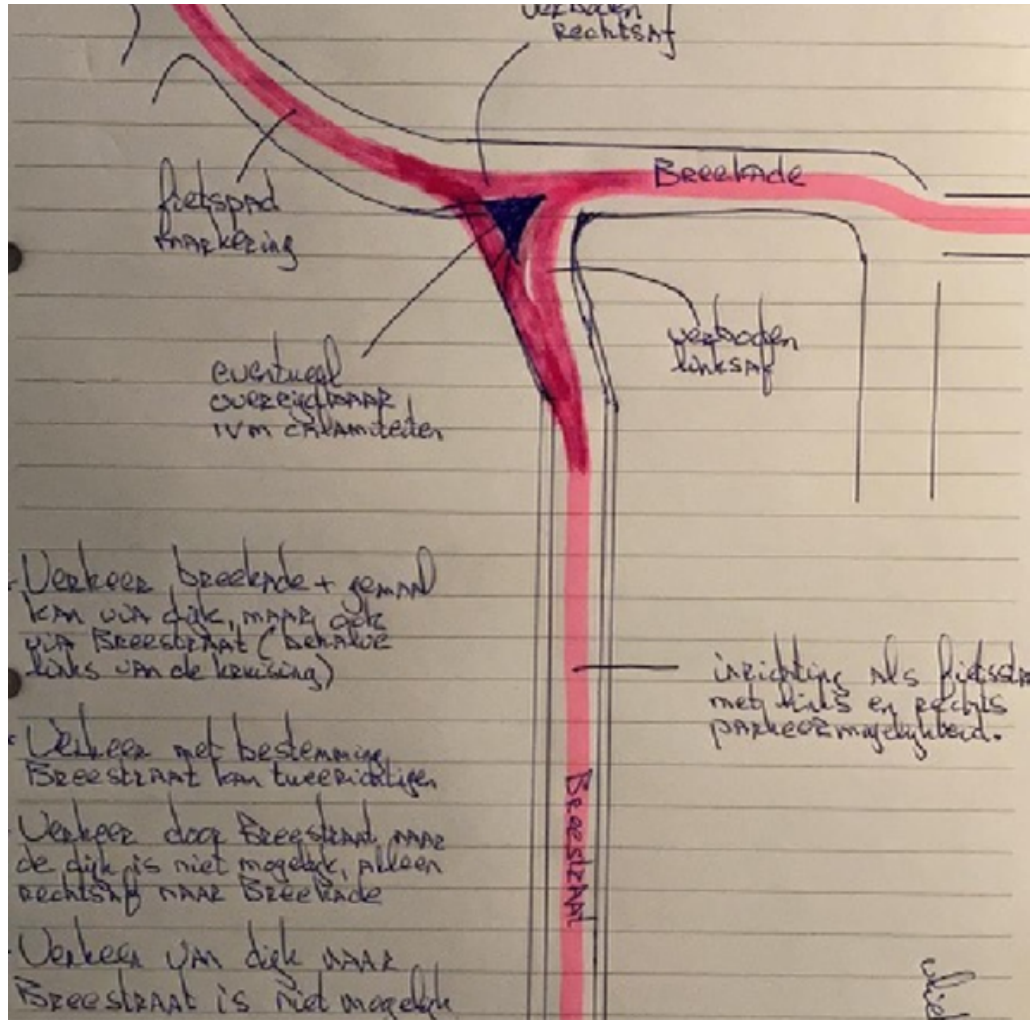 verboden
rechtsaf
Breekade
fietspad
markering
verboden
linksaf
eventueel
overrijdbaar
ivm calamiteiten
- Verkeer breekade + gemaal
kan via dijk, maar ook
via Breestraat (behalve
links van de kruising)
inrichting als fietsstra
met links en rechts
parkeermogelijkheid.
- Verkeer met bestemming
Breestraat kan tweerichtingen
Breestraat
- Verkeer door Breestraat naar
de dijk is niet mogelijk, alleen
rechtsaf naar Breekade
- Verkeer van dijk naar
Breestraat is niet mogelijk